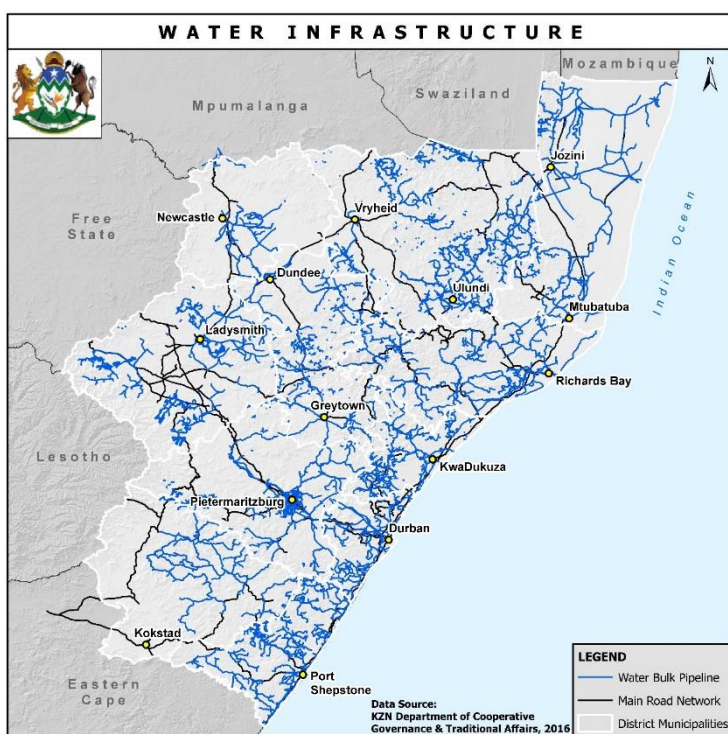 WATER INFRASTRUCTURE
Mozambique
N
Swaziland
Mpumalanga
Jozini
Free
State
Newcastle
Vryheid
Indian Ocean
Dundee
Ulundi
Mtubatuba
Ladysmith
Richards Bay
Greytown
Lesotho
KwaDukuza
Pietermaritzburg
Durban
Kokstad
Port
Shepstone
Eastern
Cape
Data Source:
KZN Department of Cooperative
Governance & Traditional Affairs, 2016
LEGEND
Water Bulk Pipeline
Main Road Network
District Municipalities